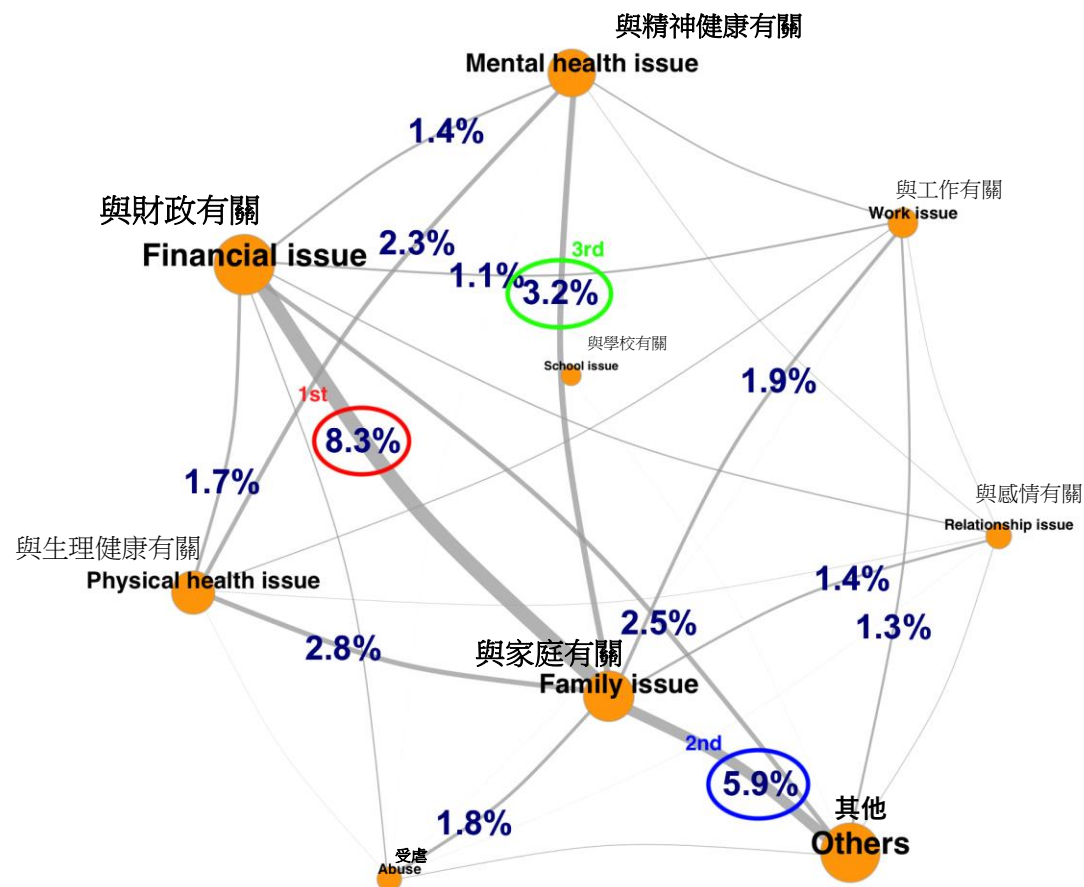 與精神健康有關
Mental health issue
1.4%
與工作有關
Work issue
與財政有關
Financial issue
2.3%
1.1%
3rd
3.2%
與學校有關
School issue
1.9%
1st
8.3%
1.7%
與感情有關
Relationship issue
與生理健康有關
Physical health issue
1.4%
2.5%
1.3%
2.8%
與家庭有關
Family issue
2nd
5.9%
其他
Others
1.8%
受虐
Abuse